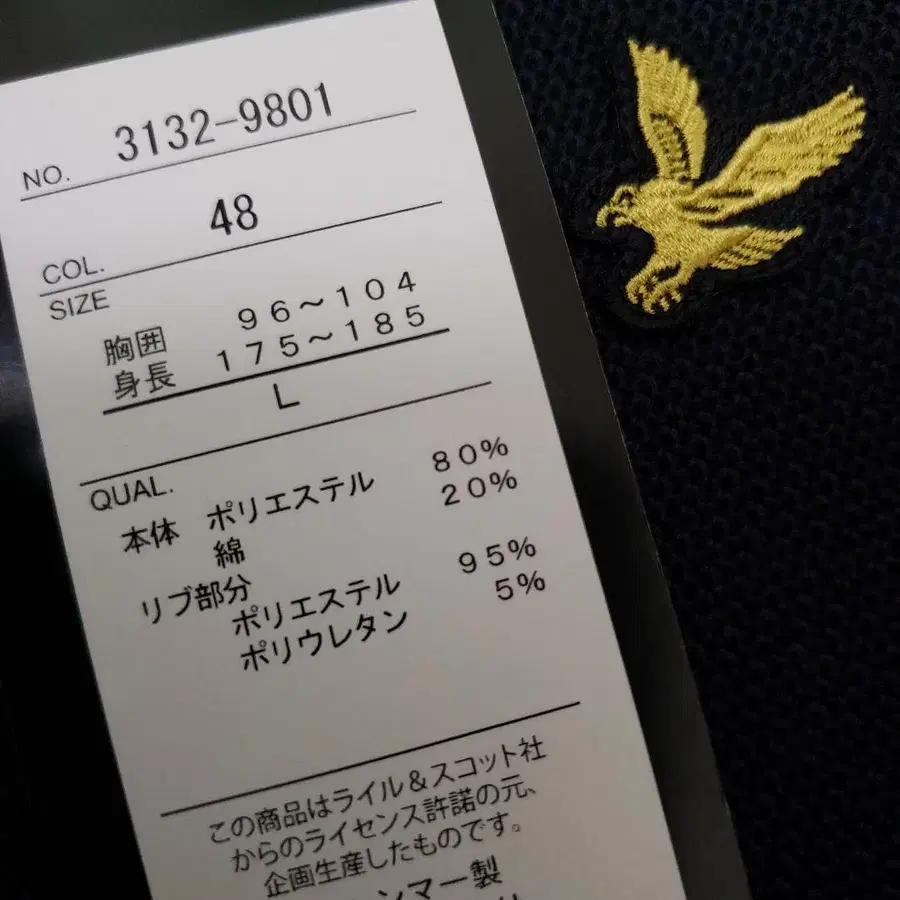 NO. 3132-9801
COL. 48
SIZE
胸囲 96～104
身長 175～185
L
QUAL.
本体 ポリエステル 80%
綿 20%
リブ部分
ポリエステル 95%
ポリウレタン 5%
この商品はライル&スコット社
からのライセンス許諾の元、
企画生産したものです。
ンマー製